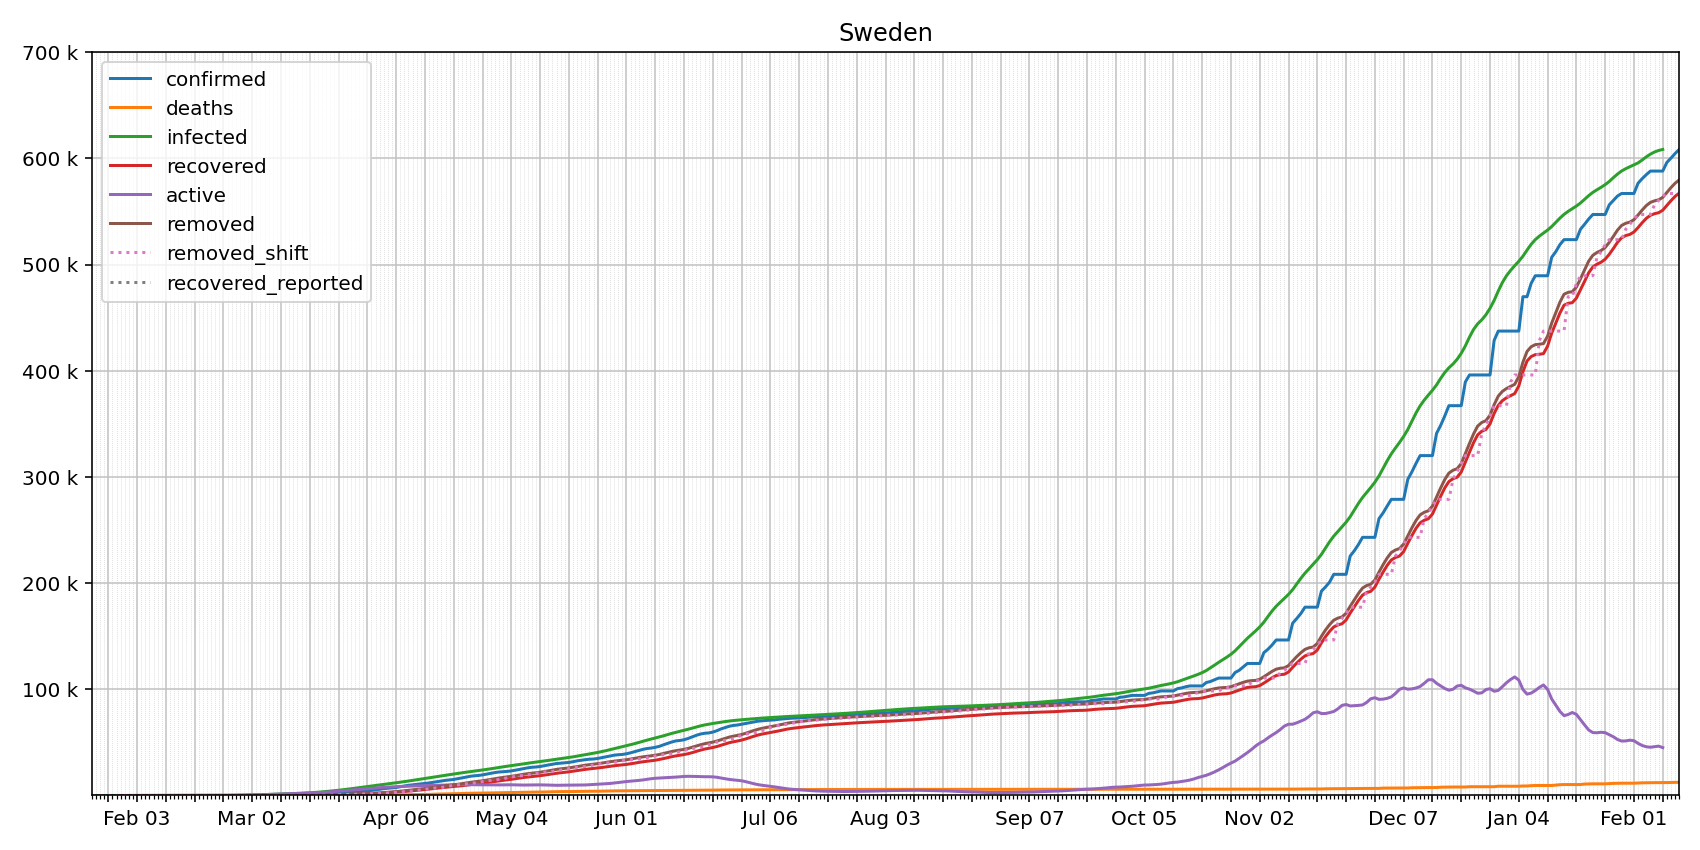 Sweden
700 k
600 k
500 k
400 k
300 k
200 k
100 k
confirmed
deaths
infected
recovered
active
removed
removed_shift
recovered_reported
Feb 03 Mar 02 Apr 06 May 04 Jun 01 Jul 06 Aug 03 Sep 07 Oct 05 Nov 02 Dec 07 Jan 04 Feb 01